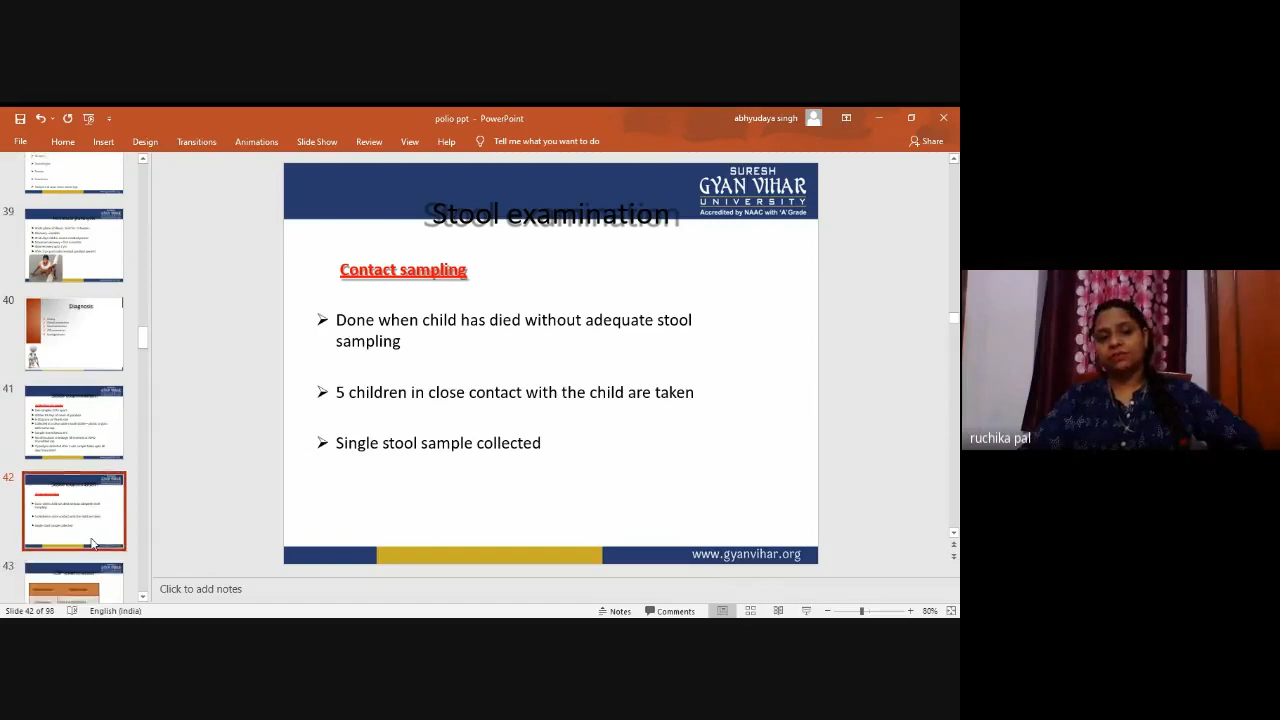 polio ppt - PowerPoint
abhyudaya singh
File
Home
Insert
Design
Transitions
Animations
Slide Show
Review
View
Help
Tell me what you want to do
Share
39
40
Diagnosis
41
42
43
SURESH
GYAN VIHAR
UNIVERSITY
Accredited by NAAC with 'A' Grade
Stool examination
Contact sampling
➢ Done when child handied without adequate stool
sampling
➢ 5 children in close contact with the child are taken
➢ Single stool sample collected
www.gyanvihar.org
Click to add notes
Slide 42 of 98
English (India)
Notes
Comments
80%
ruchika pal